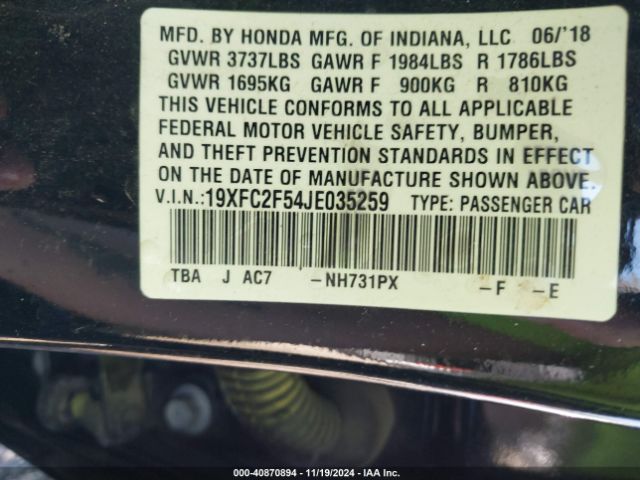 MFD. BY HONDA MFG. OF INDIANA, LLC 06/'18
GVWR 3737LBS GAWR F 1984LBS R 1786LBS
GVWR 1695KG GAWR F 900KG R 810KG
THIS VEHICLE CONFORMS TO ALL APPLICABLE
FEDERAL MOTOR VEHICLE SAFETY, BUMPER,
AND THEFT PREVENTION STANDARDS IN EFFECT
ON THE DATE OF MANUFACTURE SHOWN ABOVE.
V.I.N.:19XFC2F54JE035259 TYPE: PASSENGER CAR
TBA J AC7 -NH731PX -F -E
000-40870894 - 11/19/2024 - IAA Inc.